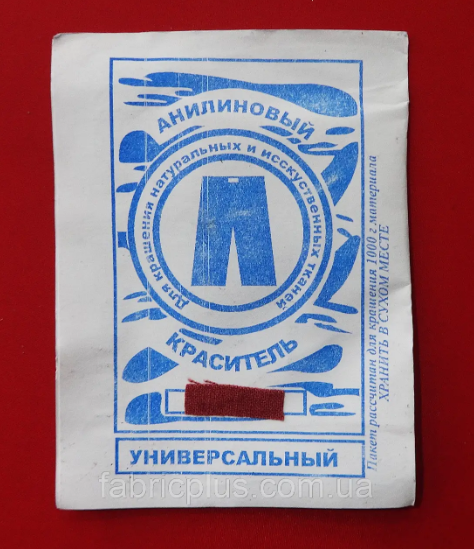 АНИЛИНОВЫЙ
Для крашения натуральных и исскуственных тканей
КРАСИТЕЛЬ
УНИВЕРСАЛЬНЫЙ
Пакет рассчитан для крашения 1000 г материала
ХРАНИТЬ В СУХОМ МЕСТЕ
fabricplus.com.ua